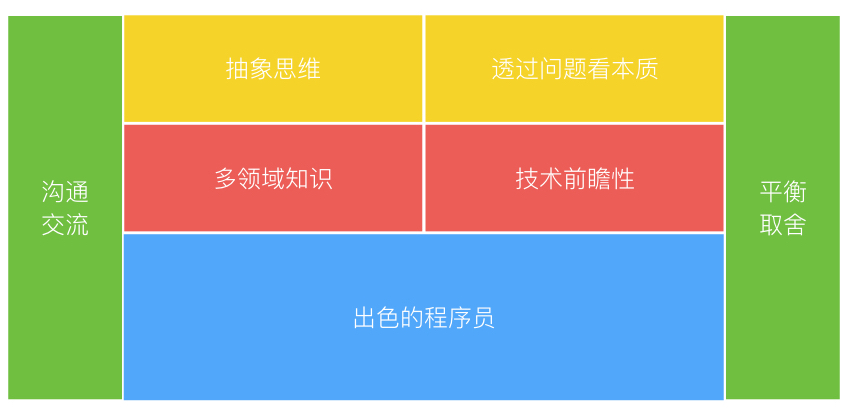 抽象思维
透过问题看本质
沟通
交流
多领域知识
技术前瞻性
平衡
取舍
出色的程序员